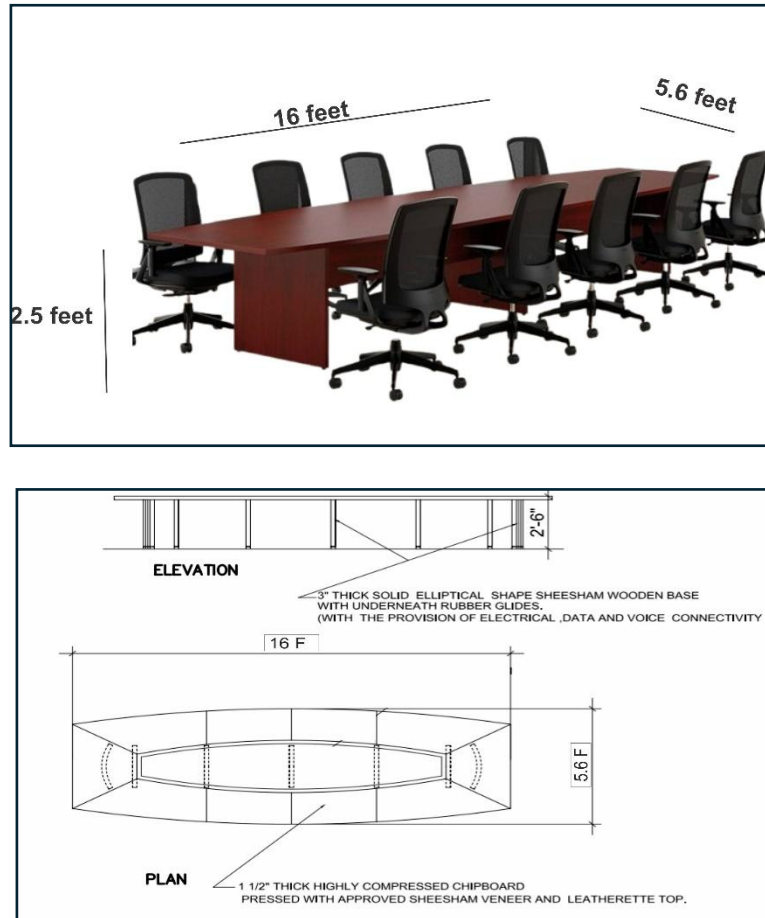 16 feet
5.6 feet
2.5 feet
2'-6"
ELEVATION
3" THICK SOLID ELLIPTICAL SHAPE SHEESHAM WOODEN BASE
WITH UNDERNEATH RUBBER GLIDES.
(WITH THE PROVISION OF ELECTRICAL ,DATA AND VOICE CONNECTIVITY
16 F
5.6 F
PLAN
1 1/2" THICK HIGHLY COMPRESSED CHIPBOARD
PRESSED WITH APPROVED SHEESHAM VENEER AND LEATHERETTE TOP.